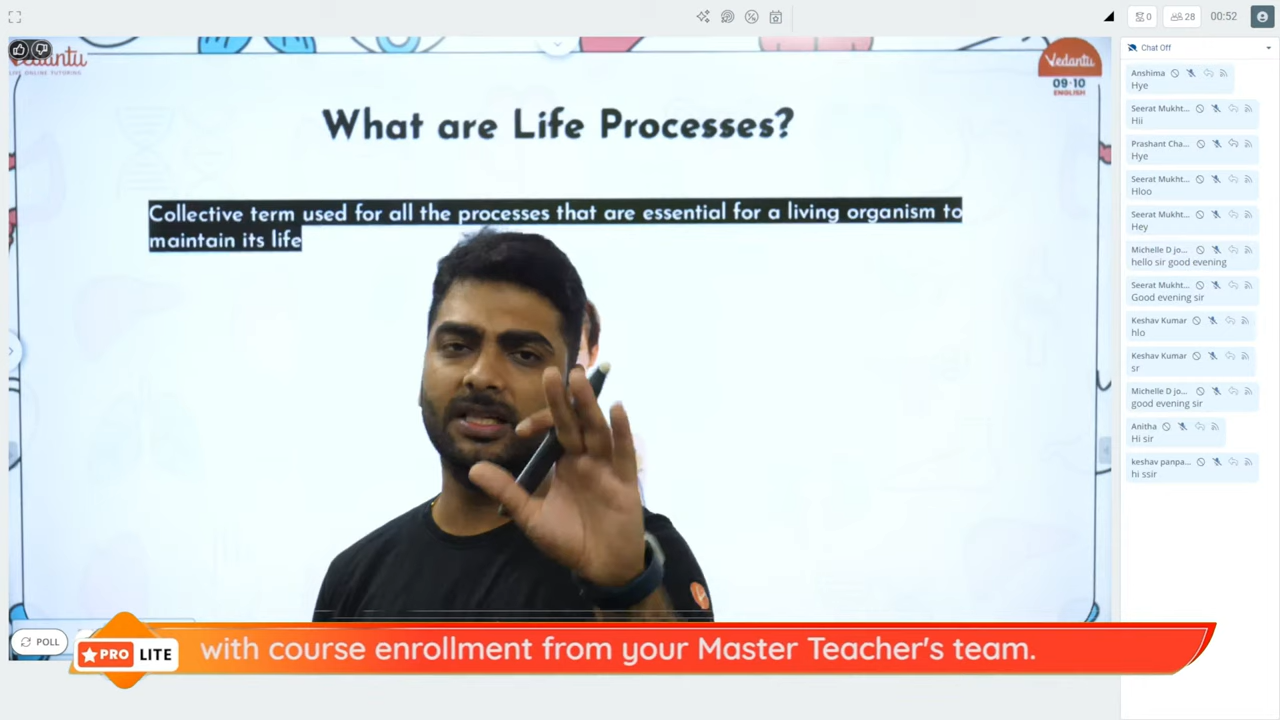 0
28
00:52
Vedantu
LIVE ONLINE TUTORING
Vedantu
09-10
ENGLISH
What are Life Processes?
Collective term used for all the processes that are essential for a living organism to
maintain its life
POLL
PRO LITE
with course enrollment from your Master Teacher's team.
Chat Off
Anshima
Hye
Seerat Mukht...
Hii
Prashant Cha...
Hye
Seerat Mukht...
Hloo
Seerat Mukht...
Hey
Michelle D jo...
hello sir good evening
Seerat Mukht...
Good evening sir
Keshav Kumar
hlo
Keshav Kumar
sr
Michelle D jo...
good evening sir
Anitha
Hi sir
keshav panpa...
hi ssir